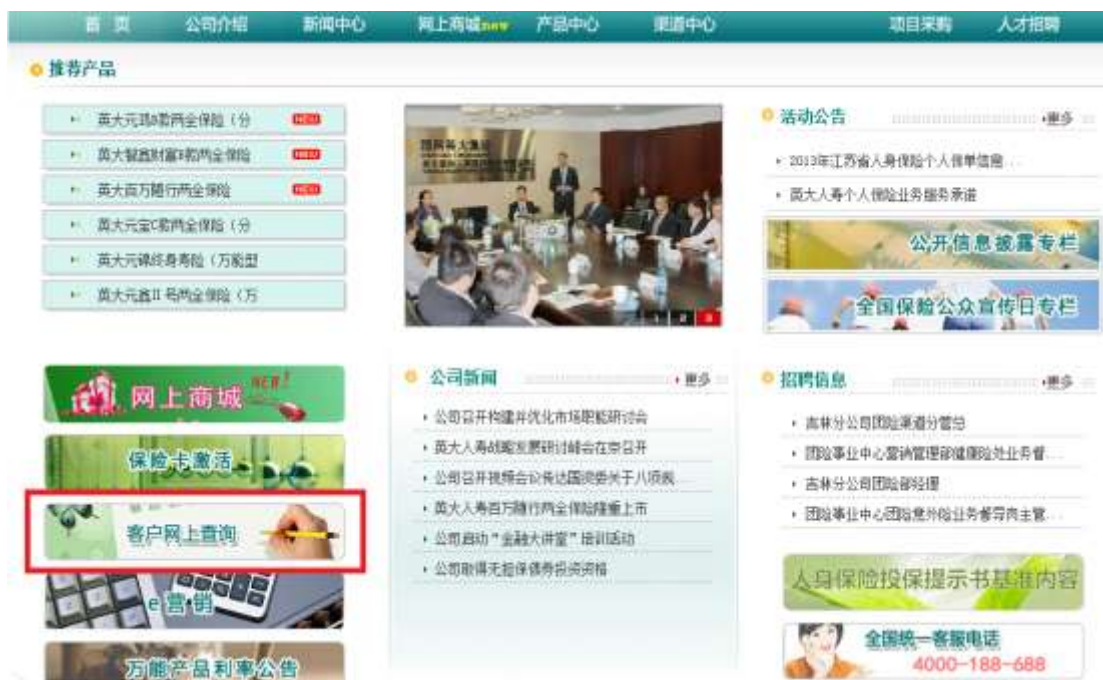 首 页 公司介绍 新闻中心 网上商城new 产品中心 渠道中心 项目采购 人才招聘
推荐产品
英大元瑞B款两全保险（分 NEW
英大智鑫财富B款两全保险 NEW
英大百万随行两全保险 NEW
英大元宝C款两全保险（分
英大元锦终身寿险（万能型
英大元鑫II 号两全保险（万
1 2 3
活动公告 更多
2013年江苏省人身保险个人保单信息...
英大人寿个人保险业务服务承诺
公开信息披露专栏
全国保险公众宣传日专栏
网上商城 NEW!
保险卡激活
客户网上查询
e营销
万能产品利率公告
公司新闻 更多
公司召开构建并优化市场职能研讨会
英大人寿战略发展研讨峰会在京召开
公司召开视频会议传达国资委关于八项规...
英大人寿百万随行两全保险隆重上市
公司启动“金融大讲堂”培训活动
公司取得无担保债券投资资格
招聘信息 更多
吉林分公司团险渠道分管总
团险事业中心营销管理部健康险处业务督...
吉林分公司团险部经理
团险事业中心团险意外险业务督导岗主管...
人身保险投保提示书基准内容
全国统一客服电话
4000-188-688